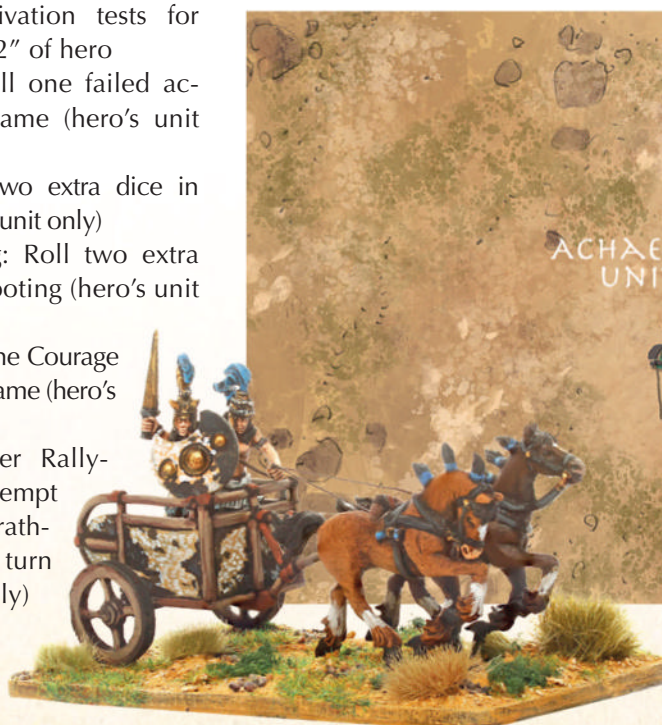 ivation tests for
2″ of hero
ll one failed ac-
ame (hero's unit
wo extra dice in
unit only)
g: Roll two extra
ooting (hero's unit
ne Courage
ame (hero's
er Rally-
empt
rath-
turn
ly)
ACHAE
UNI